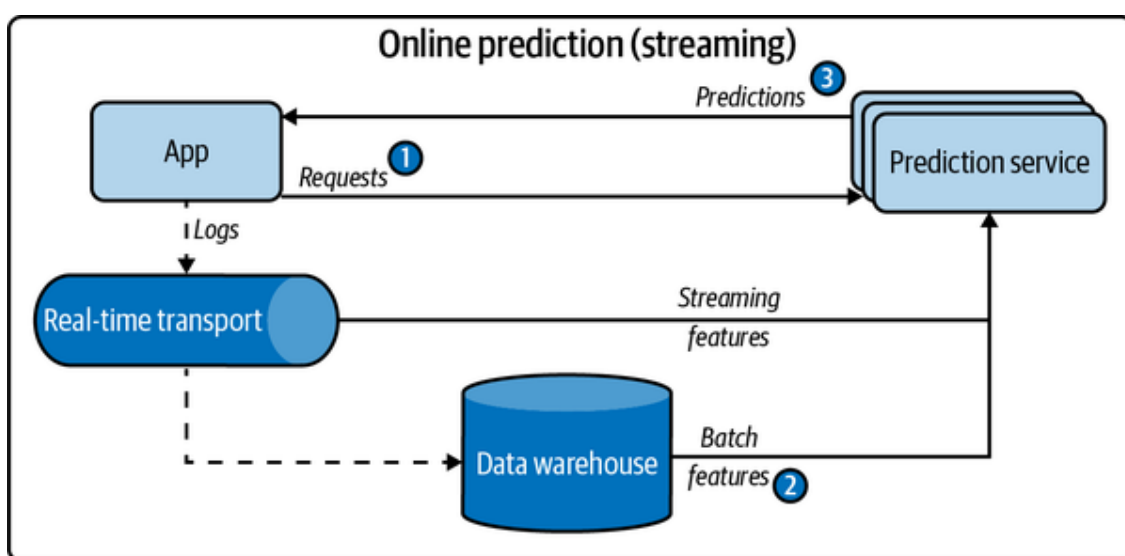 Online prediction (streaming)
Predictions 3
App
Requests 1
Prediction service
Logs
Real-time transport
Streaming
features
Data warehouse
Batch
features 2